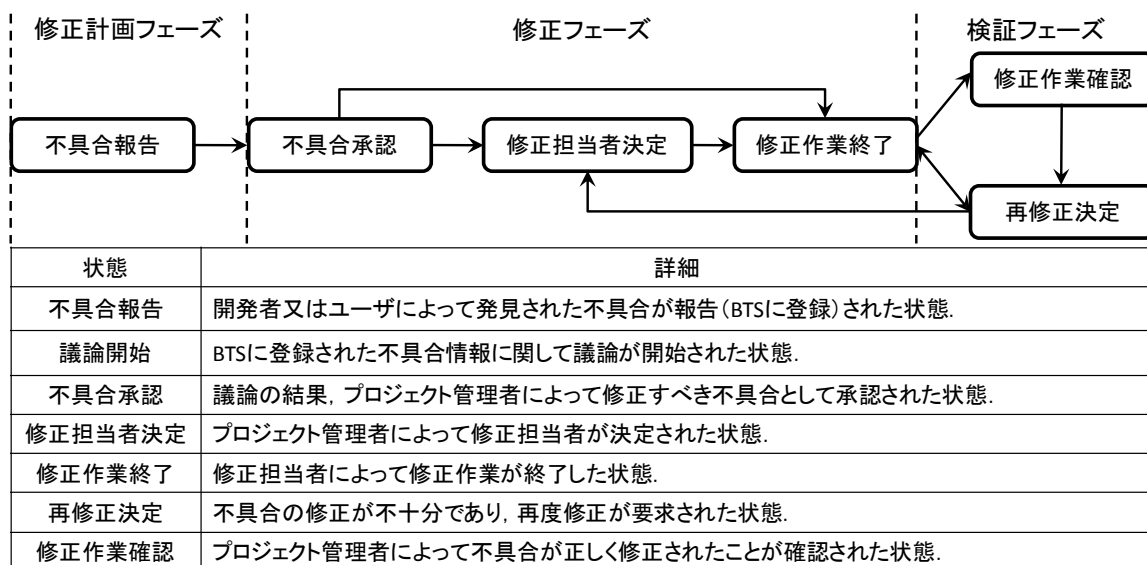 修正計画フェーズ
修正フェーズ
検証フェーズ
修正作業確認
不具合報告
不具合承認
修正担当者決定
修正作業終了
再修正決定
状態
詳細
不具合報告
開発者又はユーザによって発見された不具合が報告(BTSに登録)された状態.
議論開始
BTSに登録された不具合情報に関して議論が開始された状態.
不具合承認
議論の結果, プロジェクト管理者によって修正すべき不具合として承認された状態.
修正担当者決定
プロジェクト管理者によって修正担当者が決定された状態.
修正作業終了
修正担当者によって修正作業が終了した状態.
再修正決定
不具合の修正が不十分であり, 再度修正が要求された状態.
修正作業確認
プロジェクト管理者によって不具合が正しく修正されたことが確認された状態.